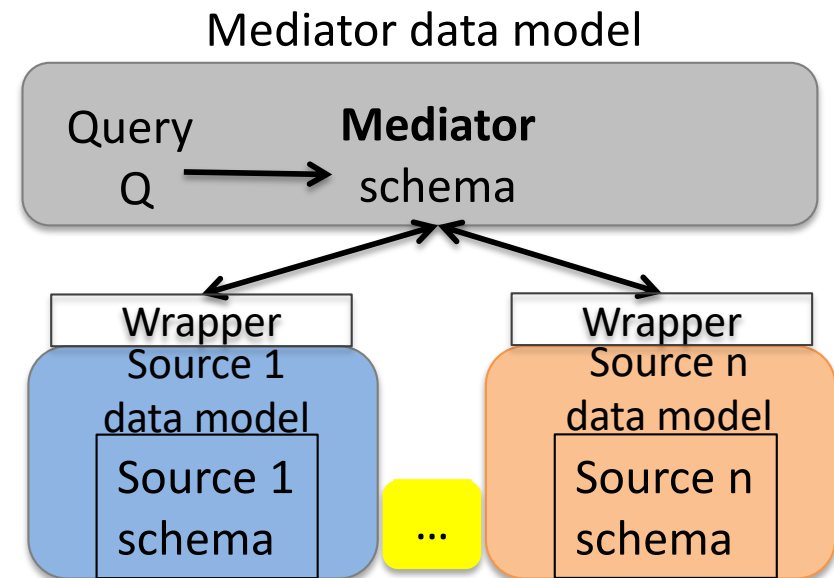 Mediator data model
Query
Q
Mediator
schema
Wrapper
Source 1
data model
Source 1
schema
...
Wrapper
Source n
data model
Source n
schema